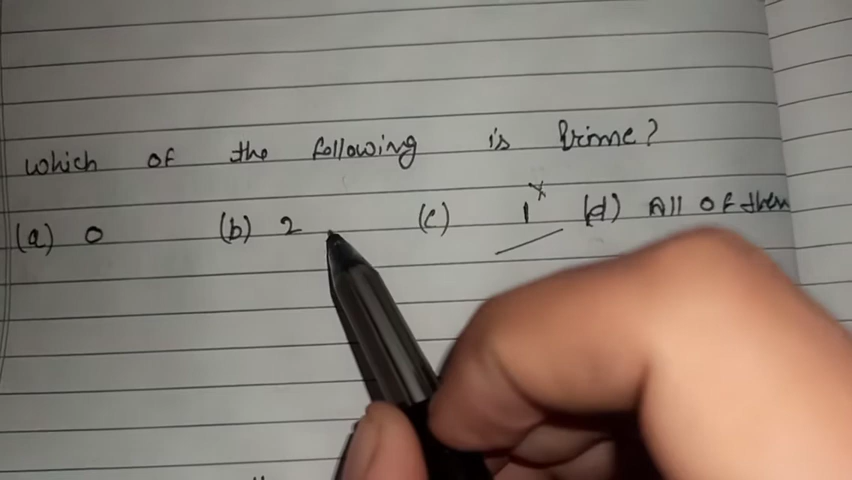 which of the following is Prime?
(a) 0 (b) 2 (c) 1 x (d) All of them